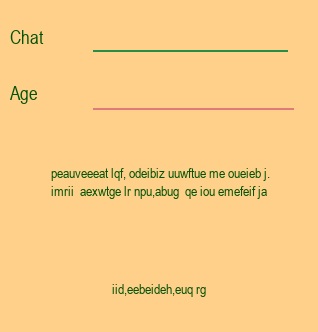 Chat
Age
peauveeeat lqf, odeibiz uuwftue me oueieb j.
imrii  aexwtge lr npu,abug  qe iou emefeif ja
iid,eebeideh,euq rg